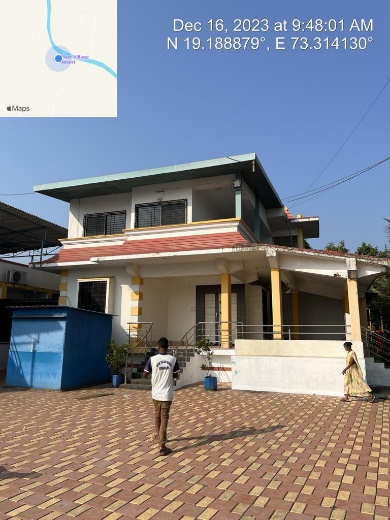 Dec 16, 2023 at 9:48:01 AM
N 19.188879°, E 73.314130°
Maps